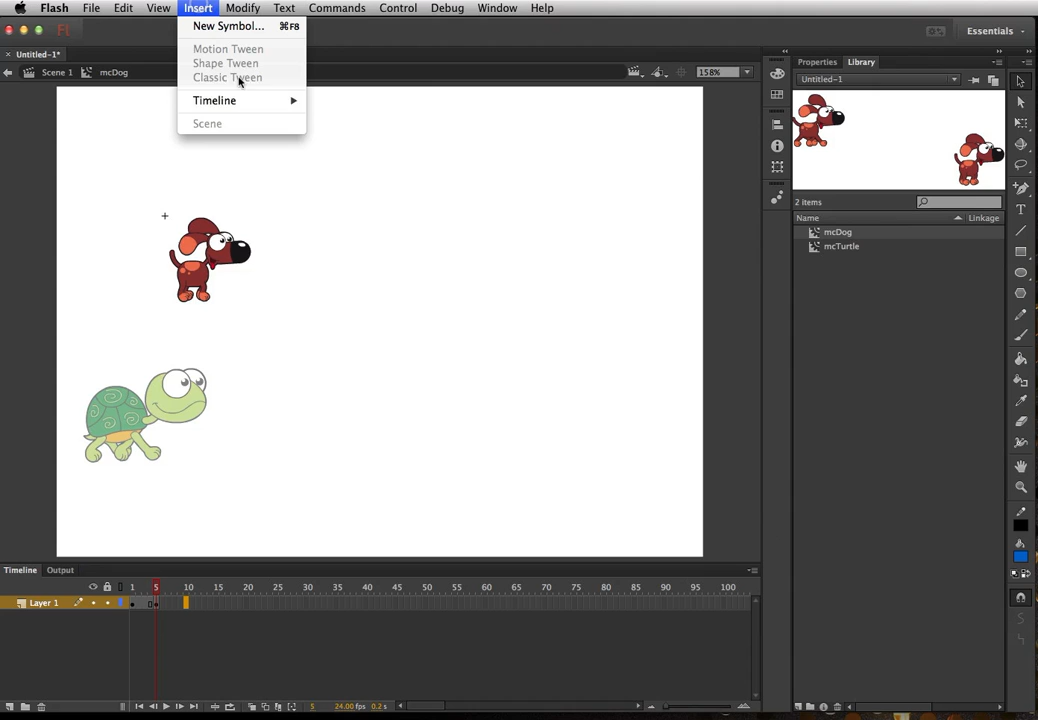 Flash File Edit View Insert Modify Text Commands Control Debug Window Help
New Symbol... ⌘F8
Motion Tween
Shape Tween
Classic Tween
Timeline
Scene
Fl
Essentials
× Untitled-1*
Scene 1 mcDog
158%
Properties Library
Untitled-1
2 items
Name Linkage
mcDog
mcTurtle
T
Timeline Output
1 5 10 15 20 25 30 35 40 45 50 55 60 65 70 75 80 85 90 95 100
Layer 1
5 24.00 fps 0.2 s